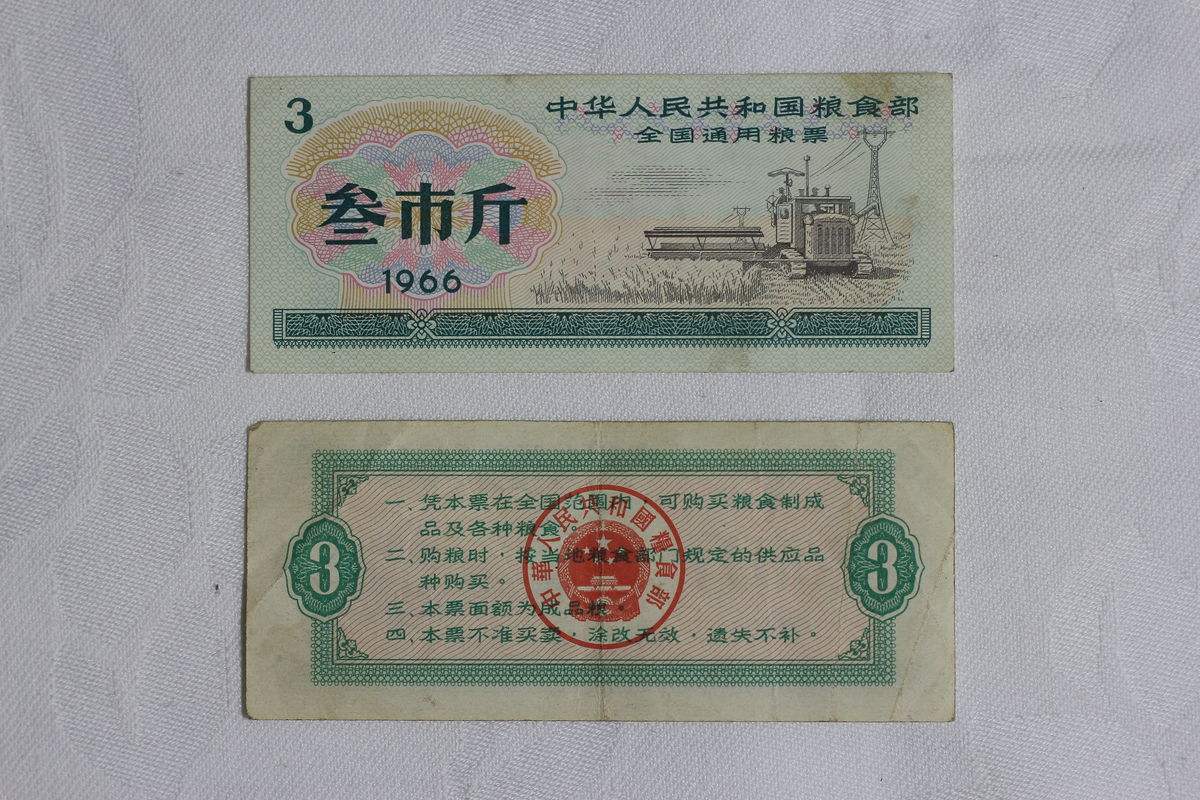 3
中华人民共和国粮食部
全国通用粮票
叁市斤
1966
一、凭本票在全国范围内，可购买粮食制成
品及各种粮食。
二、购粮时，按当地粮食部门规定的供应品
种购买。
三、本票面额为成品粮。
四、本票不准买卖，涂改无效，遗失不补。
3
3
中華人民共和國粮食部